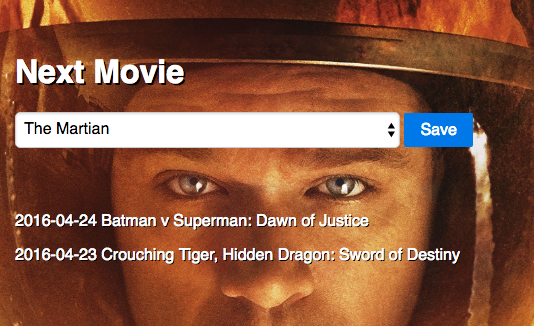 Next Movie
The Martian Save
2016-04-24 Batman v Superman: Dawn of Justice
2016-04-23 Crouching Tiger, Hidden Dragon: Sword of Destiny